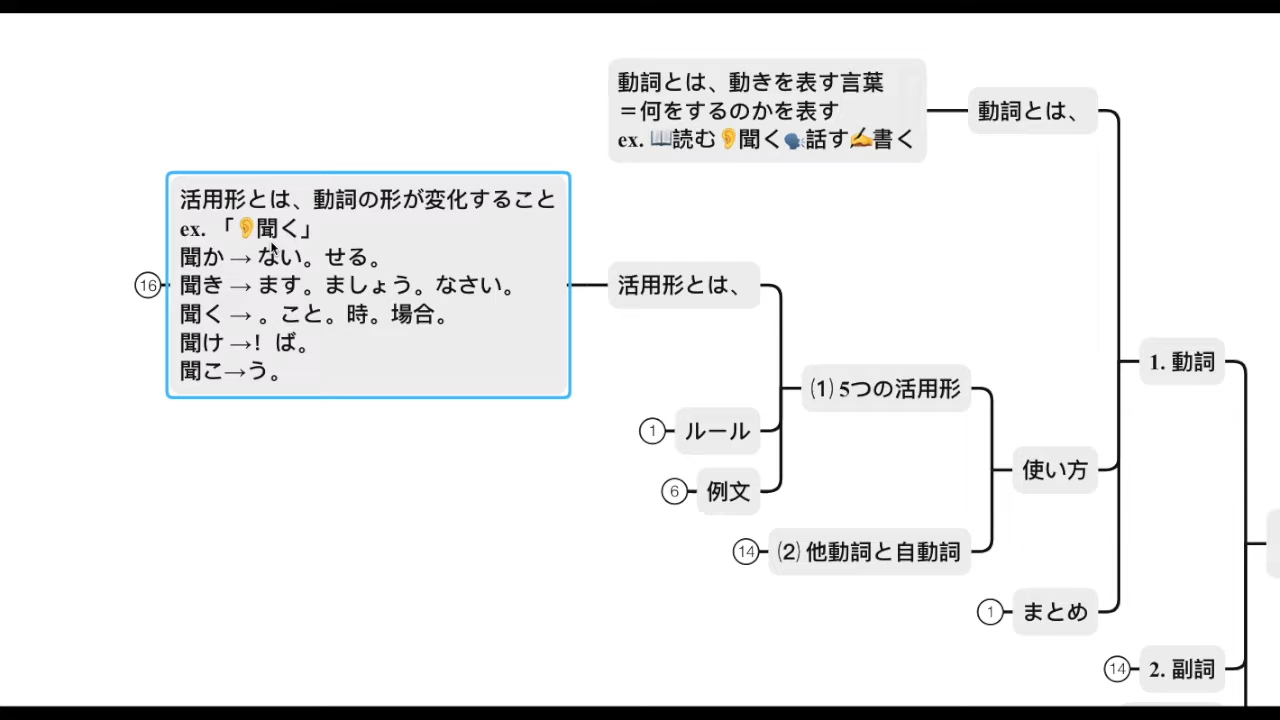 動詞とは、動きを表す言葉
＝何をするのかを表す
ex. 📖読む👂聞く🗣話す✍書く
動詞とは、
活用形とは、動詞の形が変化すること
ex. 「👂聞く」
聞か → ない。せる。
聞き → ます。ましょう。なさい。
聞く → 。こと。時。場合。
聞け →！ば。
聞こ→う。
16
活用形とは、
1. 動詞
(1) 5つの活用形
1
ルール
使い方
6
例文
14
(2) 他動詞と自動詞
1
まとめ
14
2. 副詞